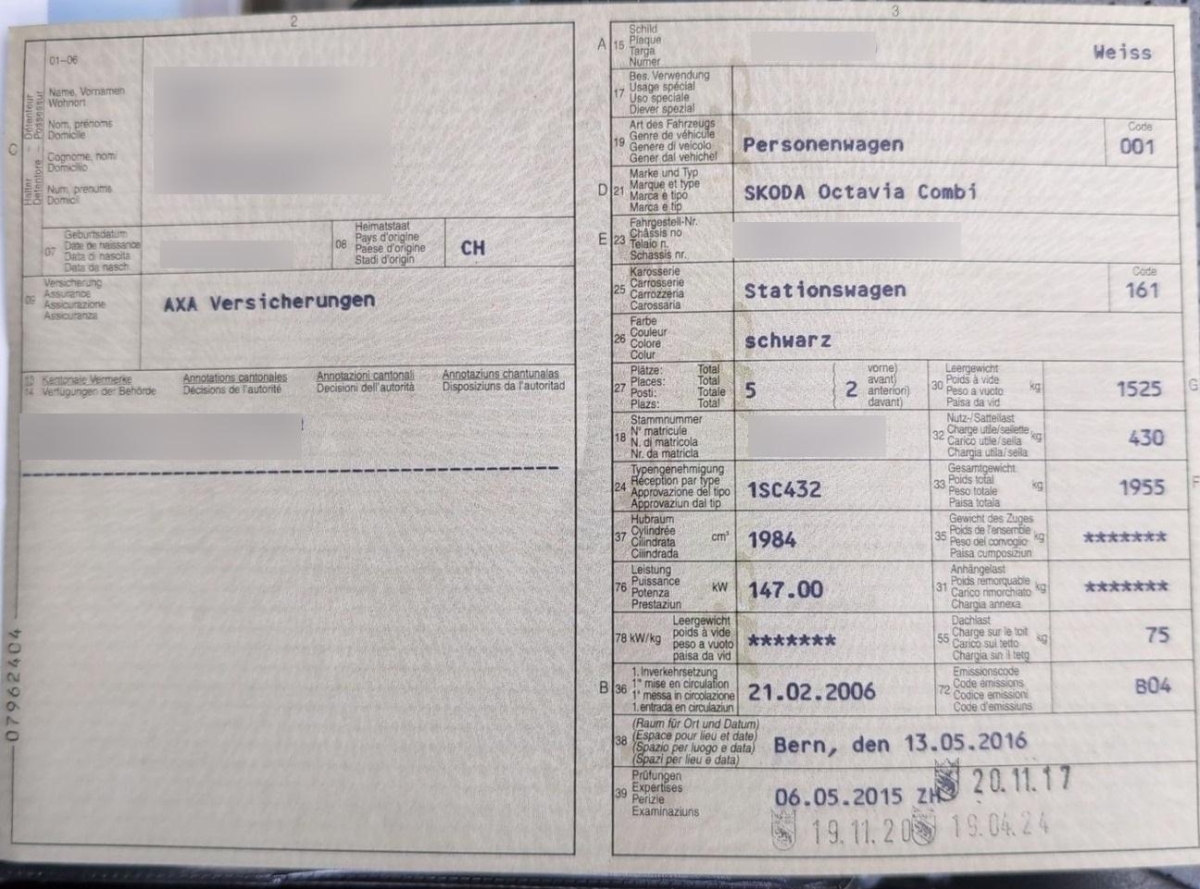 2
01-06
C
Halter - Détenteur
Detentore - Possessur
Name, Vornamen
Wohnort
Nom, prénoms
Domicile
Cognome, nomi
Domicilio
Num, prenums
Domicil
07
Geburtsdatum
Date de naissance
Data di nascita
Data da nasch.
08
Heimatstaat
Pays d'origine
Paese d'origine
Stadi d'origin
CH
09
Versicherung
Assurance
Assicurazione
Assicuranza
AXA Versicherungen
13 Kantonale Vermerke Annotations cantonales Annotazioni cantonali Annotaziuns chantunalas
14 Verfügungen der Behörde Décisions de l'autorité Decisioni dell'autorità Disposiziuns da l'autoritad
07962404
3
A 15
Schild
Plaque
Targa
Numer
Weiss
17
Bes. Verwendung
Usage spécial
Uso speciale
Diever spezial
19
Art des Fahrzeugs
Genre de véhicule
Genere di veicolo
Gener dal vehichel
Personenwagen
Code
001
D 21
Marke und Typ
Marque et type
Marca e tipo
Marca e tip
SKODA Octavia Combi
E 23
Fahrgestell-Nr.
Châssis no
Telaio n.
Schassis nr.
25
Karosserie
Carrosserie
Carrozzeria
Carossaria
Stationswagen
Code
161
26
Farbe
Couleur
Colore
Colur
schwarz
27
Plätze: Total
Places: Total
Posti: Totale
Plazs: Total
5
2
vorne)
avant)
anteriori)
davant)
30
Leergewicht
Poids à vide
Peso a vuoto
Paisa da vid
kg
1525
G
18
Stammnummer
N° matricule
N. di matricola
Nr. da matricla
32
Nutz-/Sattellast
Charge utile/sellette
Carico utile/sella
Chargia utila/sella
kg
430
24
Typengenehmigung
Réception par type
Approvazione del tipo
Approvaziun dal tip
1SC432
33
Gesamtgewicht
Poids total
Peso totale
Paisa totala
kg
1955
F
37
Hubraum
Cylindrée
Cilindrata
Cilindrada
cm³
1984
35
Gewicht des Zuges
Poids de l'ensemble
Peso del convoglio
Paisa cumposiziun
kg
*******
76
Leistung
Puissance
Potenza
Prestaziun
kW
147.00
31
Anhängelast
Poids remorquable
Carico rimorchiato
Chargia annexa
kg
*******
78 kW/kg
Leergewicht
poids à vide
peso a vuoto
paisa da vid
*******
55
Dachlast
Charge sur le toit
Carico sul tetto
Chargia sin il tetg
kg
75
B 36
1. Inverkehrsetzung
1re mise en circulation
1a messa in circolazione
1. entrada en circulaziun
21.02.2006
72
Emissionscode
Code émissions
Codice emissioni
Code d'emissiuns
B04
38
(Raum für Ort und Datum)
(Espace pour lieu et date)
(Spazio per luogo e data)
(Spazi per lieu e data)
Bern, den 13.05.2016
39
Prüfungen
Expertises
Perizie
Examinaziuns
06.05.2015 ZH
20.11.17
19.11.20
19.04.24